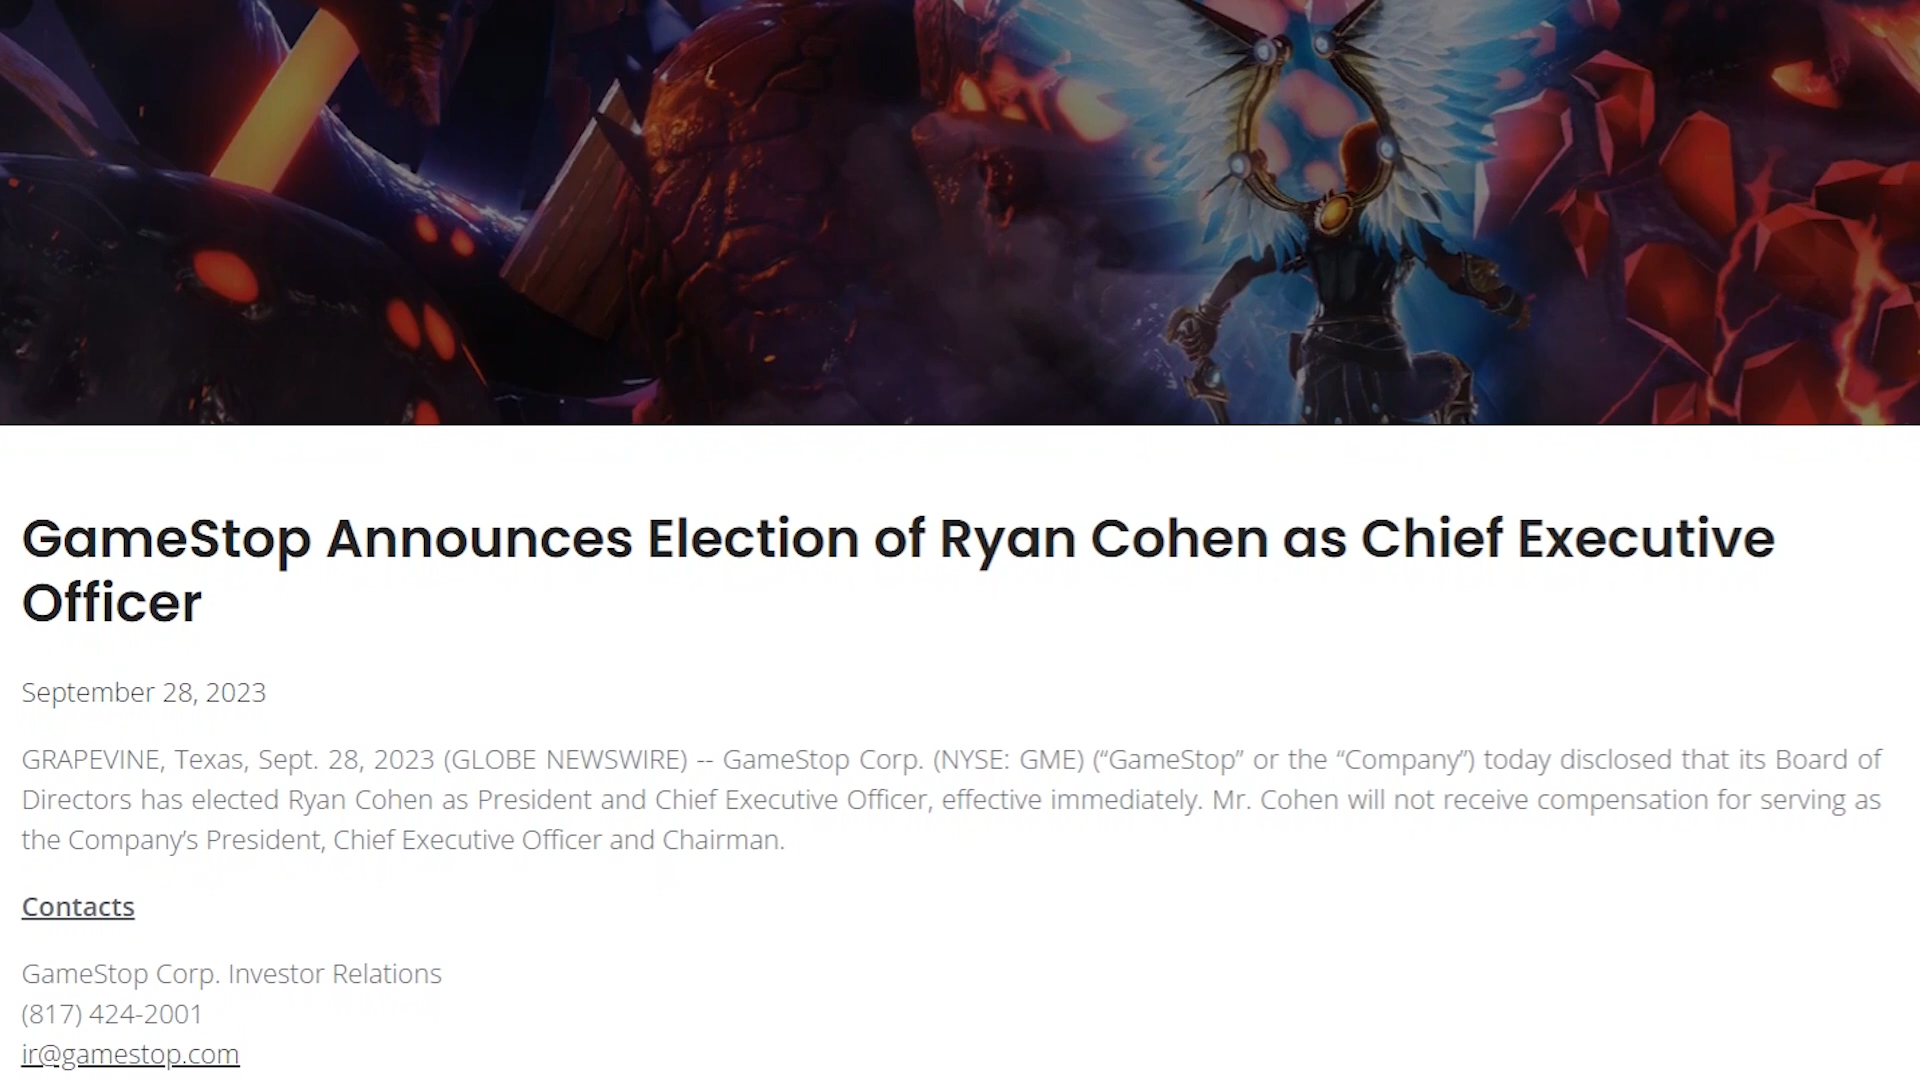 GameStop Announces Election of Ryan Cohen as Chief Executive
Officer
September 28, 2023
GRAPEVINE, Texas, Sept. 28, 2023 (GLOBE NEWSWIRE) -- GameStop Corp. (NYSE: GME) (“GameStop” or the “Company”) today disclosed that its Board of
Directors has elected Ryan Cohen as President and Chief Executive Officer, effective immediately. Mr. Cohen will not receive compensation for serving as
the Company’s President, Chief Executive Officer and Chairman.
Contacts
GameStop Corp. Investor Relations
(817) 424-2001
ir@gamestop.com